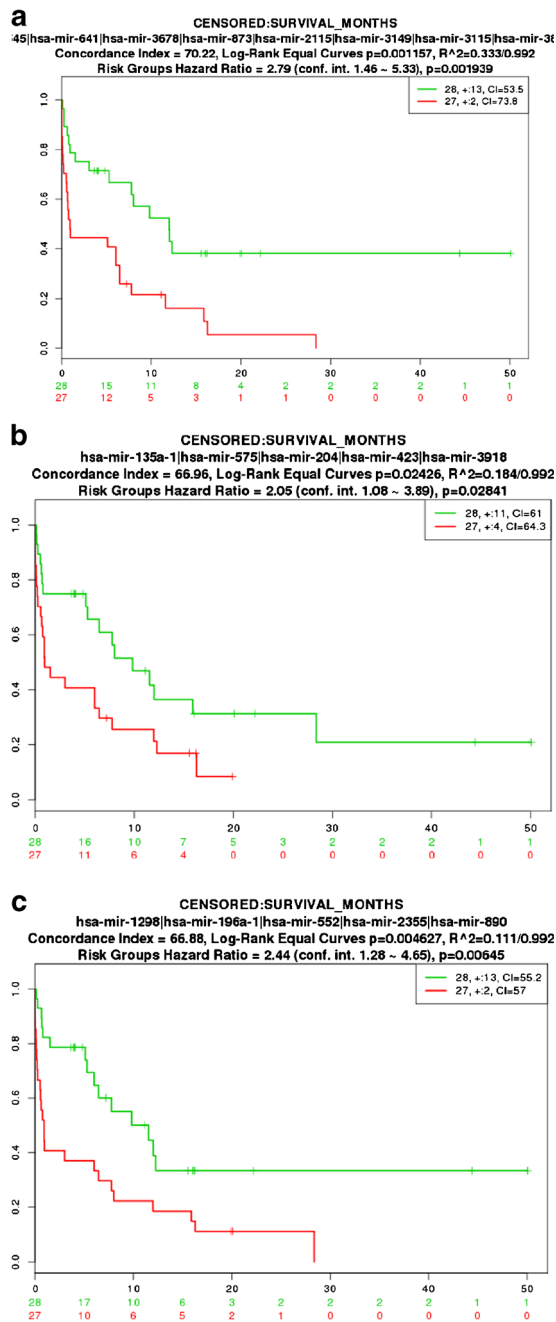 a
CENSORED:SURVIVAL_MONTHS
45|hsa-mir-641|hsa-mir-3678|hsa-mir-873|hsa-mir-2115|hsa-mir-3149|hsa-mir-3115|hsa-mir-38
Concordance Index = 70.22, Log-Rank Equal Curves p=0.001157, R^2=0.333/0.992
Risk Groups Hazard Ratio = 2.79 (conf. int. 1.46 ~ 5.33), p=0.001939
28, +:13, CI=53.5
27, +:2, CI=73.8
1.0
0.8
0.6
0.4
0.2
0.0
0 10 20 30 40 50
28 15 11 8 4 2 2 2 2 1 1
27 12 5 3 1 1 0 0 0 0 0
b
CENSORED:SURVIVAL_MONTHS
hsa-mir-135a-1|hsa-mir-575|hsa-mir-204|hsa-mir-423|hsa-mir-3918
Concordance Index = 66.96, Log-Rank Equal Curves p=0.02426, R^2=0.184/0.992
Risk Groups Hazard Ratio = 2.05 (conf. int. 1.08 ~ 3.89), p=0.02841
28, +:11, CI=61
27, +:4, CI=64.3
1.0
0.8
0.6
0.4
0.2
0.0
0 10 20 30 40 50
28 16 10 7 5 3 2 2 2 1 1
27 11 6 4 0 0 0 0 0 0 0
c
CENSORED:SURVIVAL_MONTHS
hsa-mir-1298|hsa-mir-196a-1|hsa-mir-552|hsa-mir-2355|hsa-mir-890
Concordance Index = 66.88, Log-Rank Equal Curves p=0.004627, R^2=0.111/0.992
Risk Groups Hazard Ratio = 2.44 (conf. int. 1.28 ~ 4.65), p=0.00645
28, +:13, CI=55.2
27, +:2, CI=57
1.0
0.8
0.6
0.4
0.2
0.0
0 10 20 30 40 50
28 17 10 6 3 2 2 2 2 1 1
27 10 6 5 2 1 0 0 0 0 0